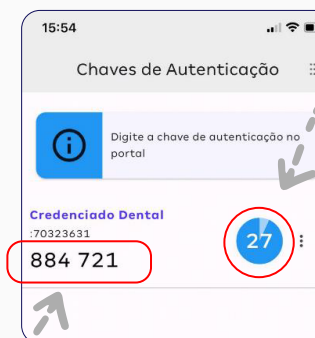 15:54
Chaves de Autenticação
Digite a chave de autenticação no
portal
Credenciado Dental
:70323631
27
884 721